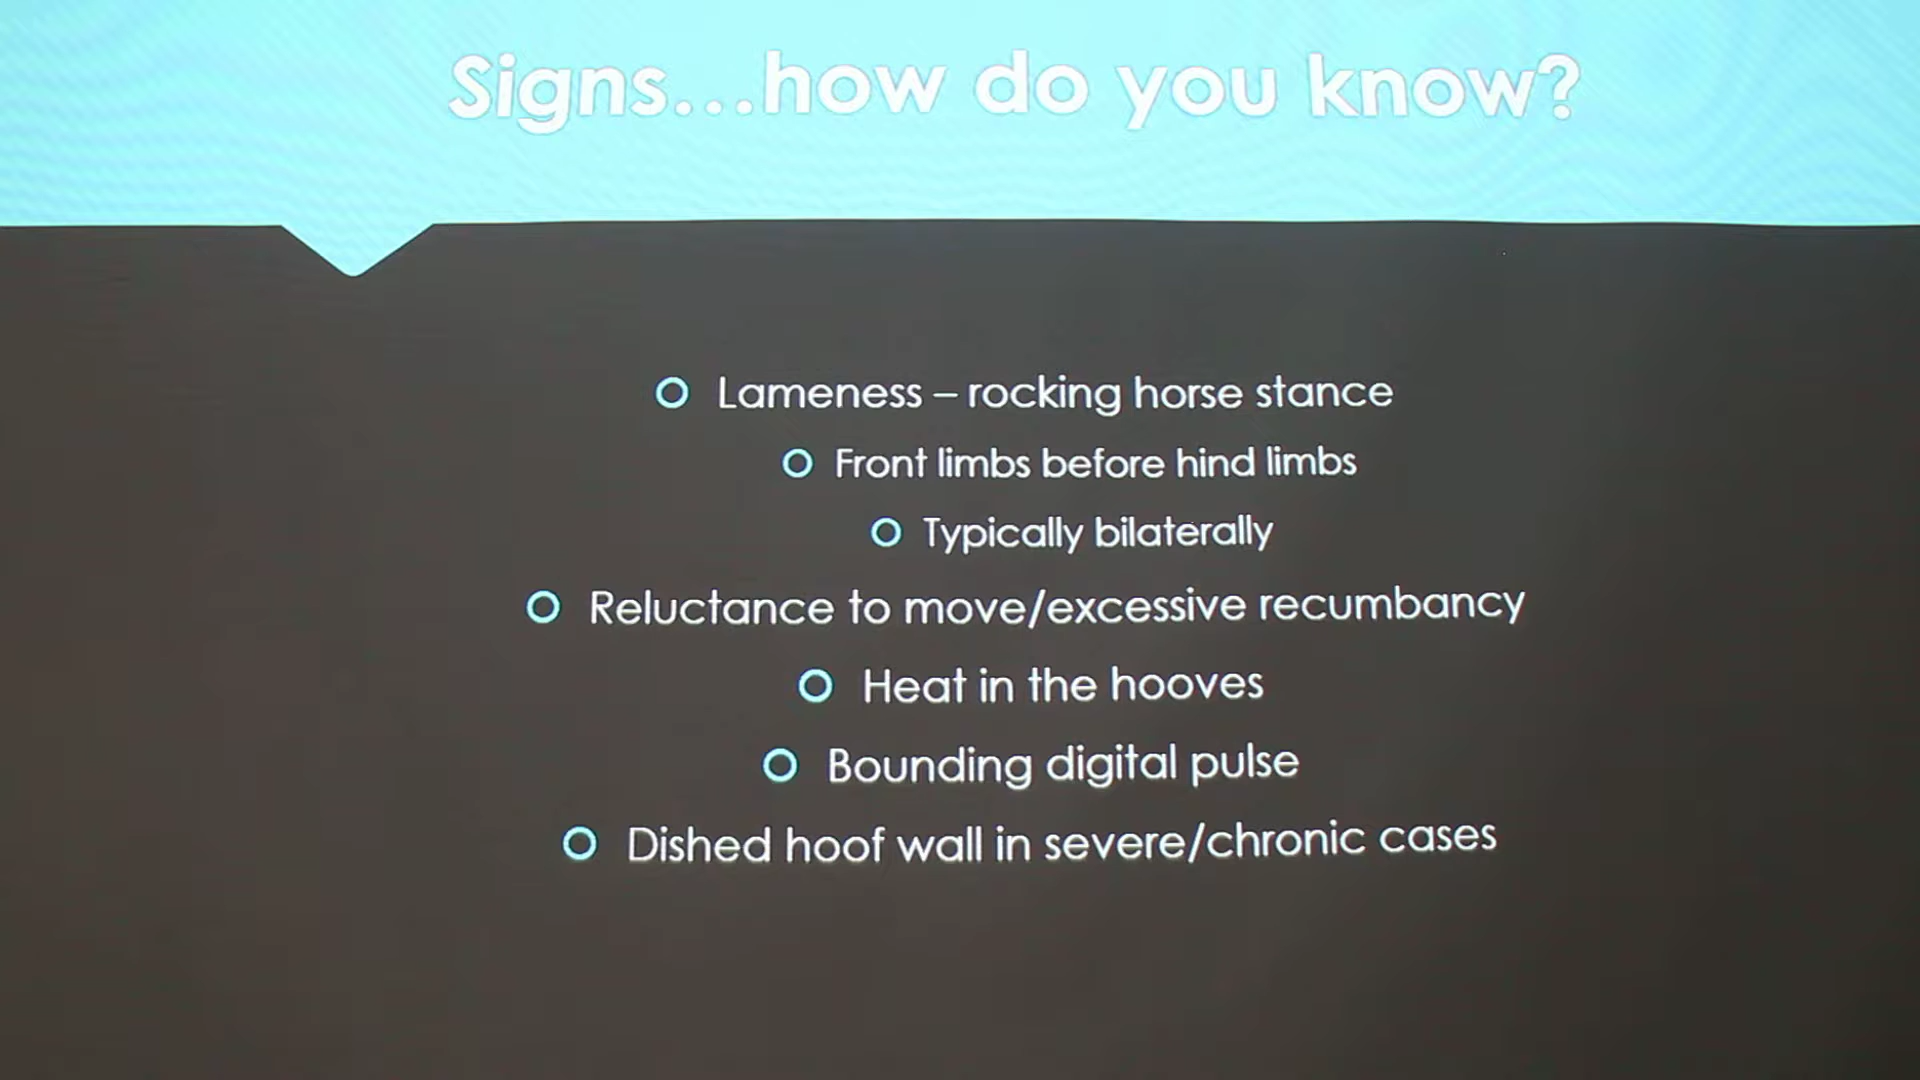 Signs...how do you know?
Lameness – rocking horse stance
Front limbs before hind limbs
Typically bilaterally
Reluctance to move/excessive recumbancy
Heat in the hooves
Bounding digital pulse
Dished hoof wall in severe/chronic cases